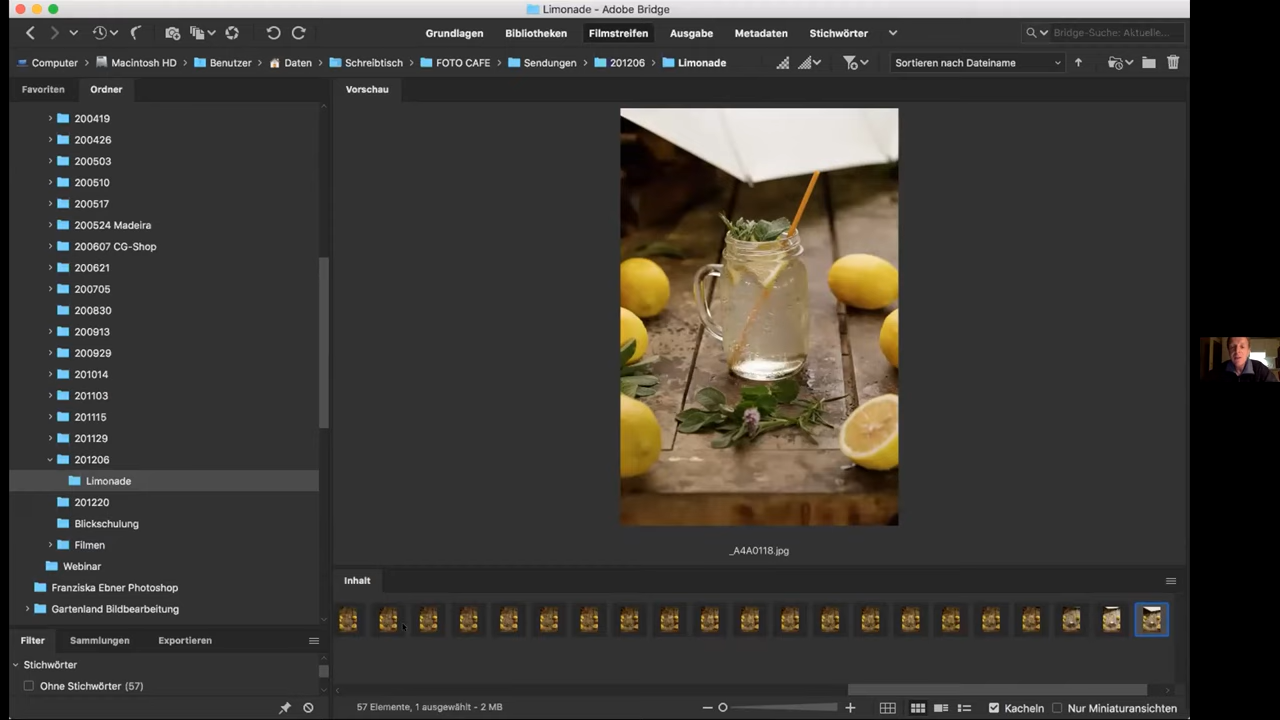 Limonade – Adobe Bridge
Grundlagen Bibliotheken Filmstreifen Ausgabe Metadaten Stichwörter Bridge-Suche: Aktuelle...
Computer Macintosh HD Benutzer Daten Schreibtisch FOTO CAFE Sendungen 201206 Limonade Sortieren nach Dateiname
Favoriten Ordner Vorschau
200419
200426
200503
200510
200517
200524 Madeira
200607 CG-Shop
200621
200705
200830
200913
200929
201014
201103
201115
201129
201206
Limonade
201220
Blickschulung
Filmen
Webinar
Franziska Ebner Photoshop
Gartenland Bildbearbeitung
_A4A0118.jpg
Inhalt
Filter Sammlungen Exportieren
Stichwörter
Ohne Stichwörter (57)
57 Elemente, 1 ausgewählt - 2 MB Kacheln Nur Miniaturansichten